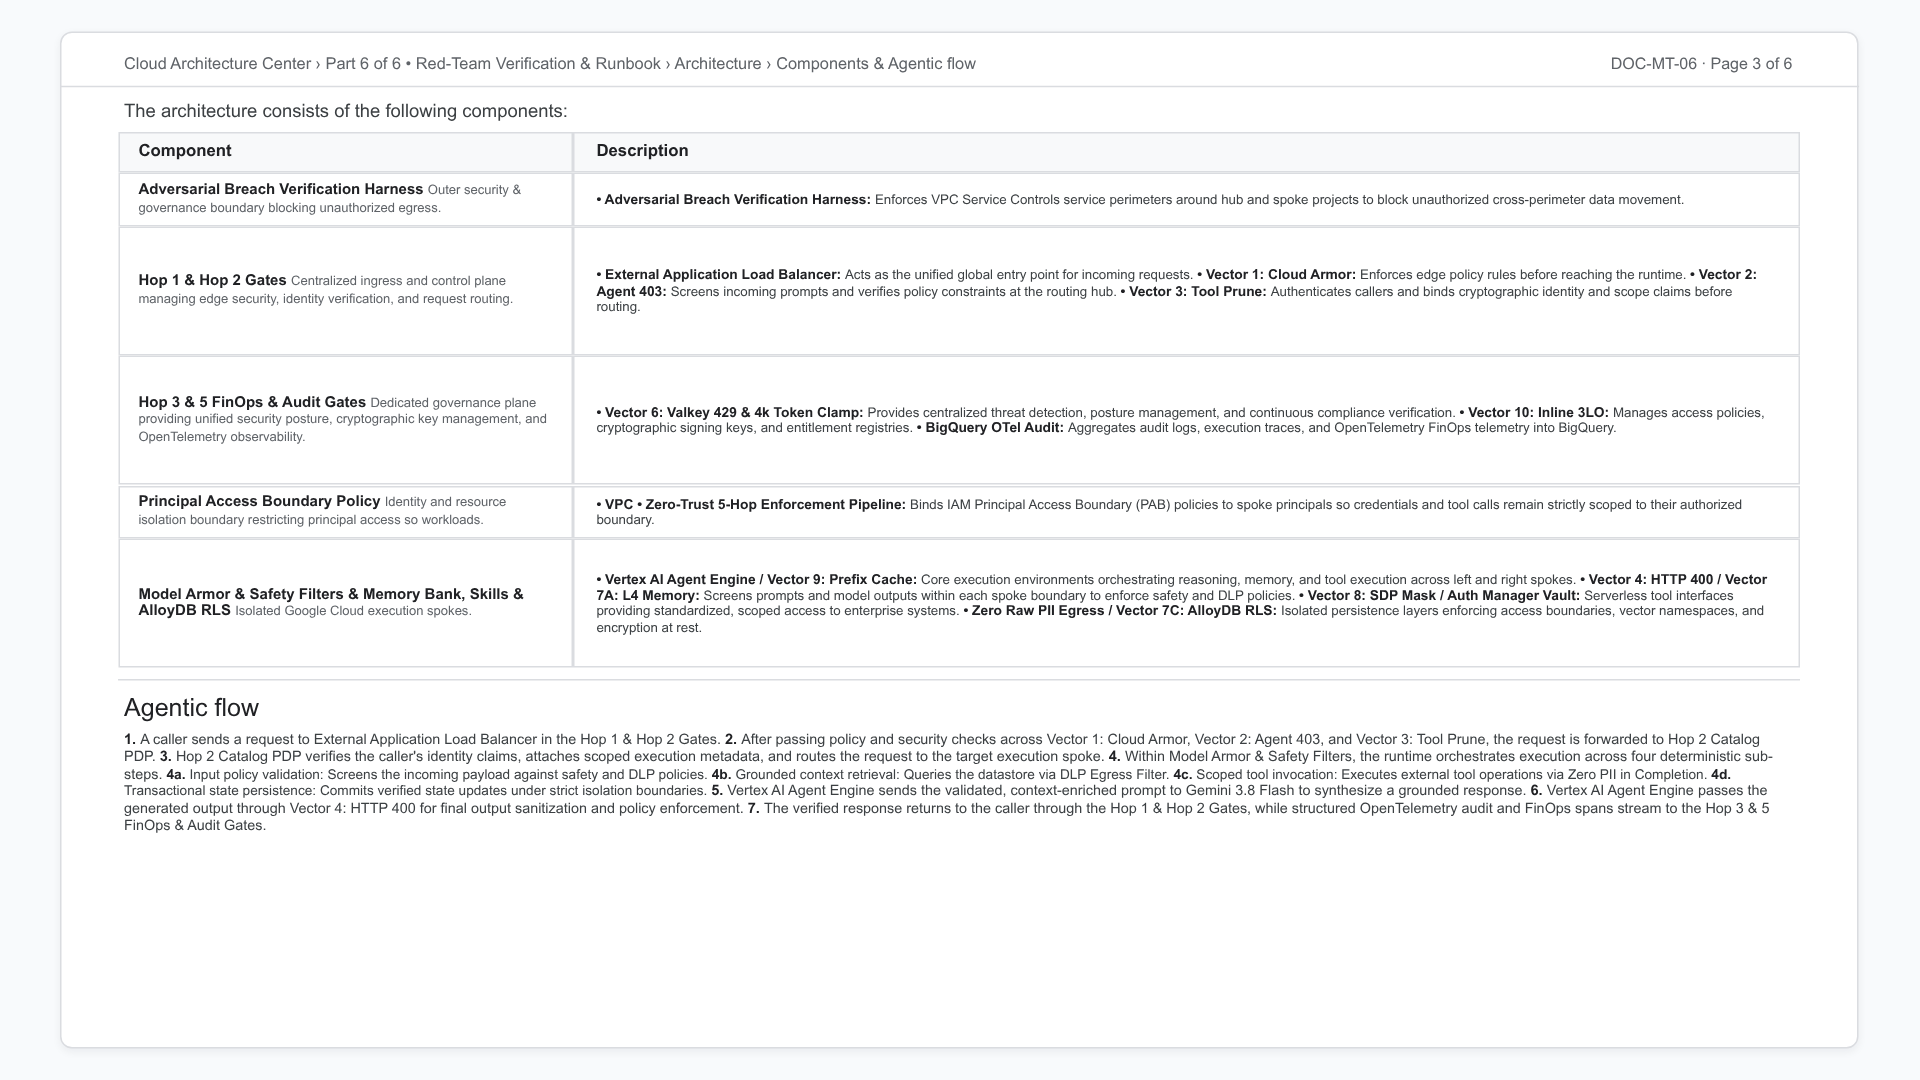 Cloud Architecture Center › Part 6 of 6 • Red-Team Verification & Runbook › Architecture › Components & Agentic flow
DOC-MT-06 · Page 3 of 6
The architecture consists of the following components:
Component
Description
Adversarial Breach Verification Harness Outer security &
governance boundary blocking unauthorized egress.
• Adversarial Breach Verification Harness: Enforces VPC Service Controls service perimeters around hub and spoke projects to block unauthorized cross-perimeter data movement.
Hop 1 & Hop 2 Gates Centralized ingress and control plane
managing edge security, identity verification, and request routing.
• External Application Load Balancer: Acts as the unified global entry point for incoming requests. • Vector 1: Cloud Armor: Enforces edge policy rules before reaching the runtime. • Vector 2:
Agent 403: Screens incoming prompts and verifies policy constraints at the routing hub. • Vector 3: Tool Prune: Authenticates callers and binds cryptographic identity and scope claims before
routing.
Hop 3 & 5 FinOps & Audit Gates Dedicated governance plane
providing unified security posture, cryptographic key management, and
OpenTelemetry observability.
• Vector 6: Valkey 429 & 4k Token Clamp: Provides centralized threat detection, posture management, and continuous compliance verification. • Vector 10: Inline 3LO: Manages access policies,
cryptographic signing keys, and entitlement registries. • BigQuery OTel Audit: Aggregates audit logs, execution traces, and OpenTelemetry FinOps telemetry into BigQuery.
Principal Access Boundary Policy Identity and resource
isolation boundary restricting principal access so workloads.
• VPC • Zero-Trust 5-Hop Enforcement Pipeline: Binds IAM Principal Access Boundary (PAB) policies to spoke principals so credentials and tool calls remain strictly scoped to their authorized
boundary.
Model Armor & Safety Filters & Memory Bank, Skills &
AlloyDB RLS Isolated Google Cloud execution spokes.
• Vertex AI Agent Engine / Vector 9: Prefix Cache: Core execution environments orchestrating reasoning, memory, and tool execution across left and right spokes. • Vector 4: HTTP 400 / Vector
7A: L4 Memory: Screens prompts and model outputs within each spoke boundary to enforce safety and DLP policies. • Vector 8: SDP Mask / Auth Manager Vault: Serverless tool interfaces
providing standardized, scoped access to enterprise systems. • Zero Raw PII Egress / Vector 7C: AlloyDB RLS: Isolated persistence layers enforcing access boundaries, vector namespaces, and
encryption at rest.
Agentic flow
1. A caller sends a request to External Application Load Balancer in the Hop 1 & Hop 2 Gates. 2. After passing policy and security checks across Vector 1: Cloud Armor, Vector 2: Agent 403, and Vector 3: Tool Prune, the request is forwarded to Hop 2 Catalog
PDP. 3. Hop 2 Catalog PDP verifies the caller's identity claims, attaches scoped execution metadata, and routes the request to the target execution spoke. 4. Within Model Armor & Safety Filters, the runtime orchestrates execution across four deterministic sub-
steps. 4a. Input policy validation: Screens the incoming payload against safety and DLP policies. 4b. Grounded context retrieval: Queries the datastore via DLP Egress Filter. 4c. Scoped tool invocation: Executes external tool operations via Zero PII in Completion. 4d.
Transactional state persistence: Commits verified state updates under strict isolation boundaries. 5. Vertex AI Agent Engine sends the validated, context-enriched prompt to Gemini 3.8 Flash to synthesize a grounded response. 6. Vertex AI Agent Engine passes the
generated output through Vector 4: HTTP 400 for final output sanitization and policy enforcement. 7. The verified response returns to the caller through the Hop 1 & Hop 2 Gates, while structured OpenTelemetry audit and FinOps spans stream to the Hop 3 & 5
FinOps & Audit Gates.